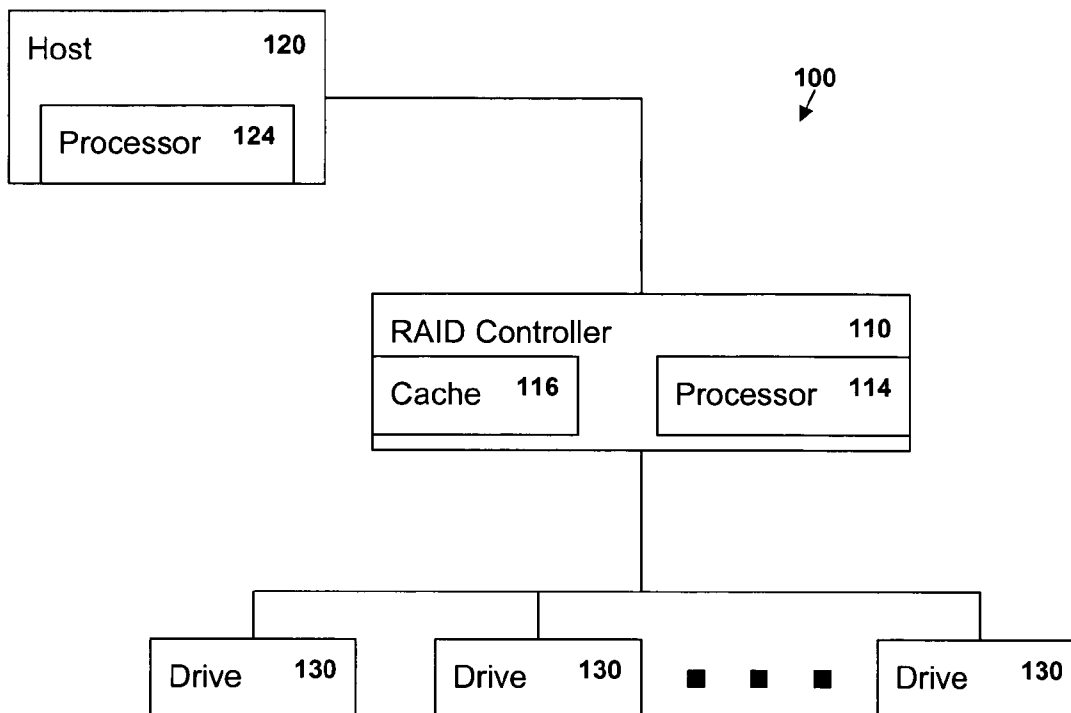 Host 120
100
Processor 124
RAID Controller 110
Cache 116 Processor 114
Drive 130 Drive 130 Drive 130